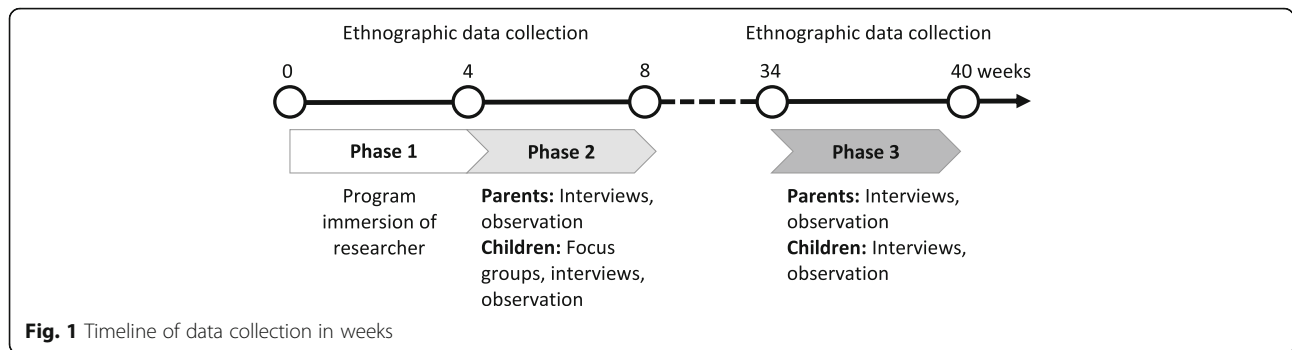 Ethnographic data collection Ethnographic data collection
0 4 8 34 40 weeks
Phase 1 Phase 2 Phase 3
Program
immersion of
researcher
Parents: Interviews,
observation
Children: Focus
groups, interviews,
observation
Parents: Interviews,
observation
Children: Interviews,
observation
Fig. 1 Timeline of data collection in weeks